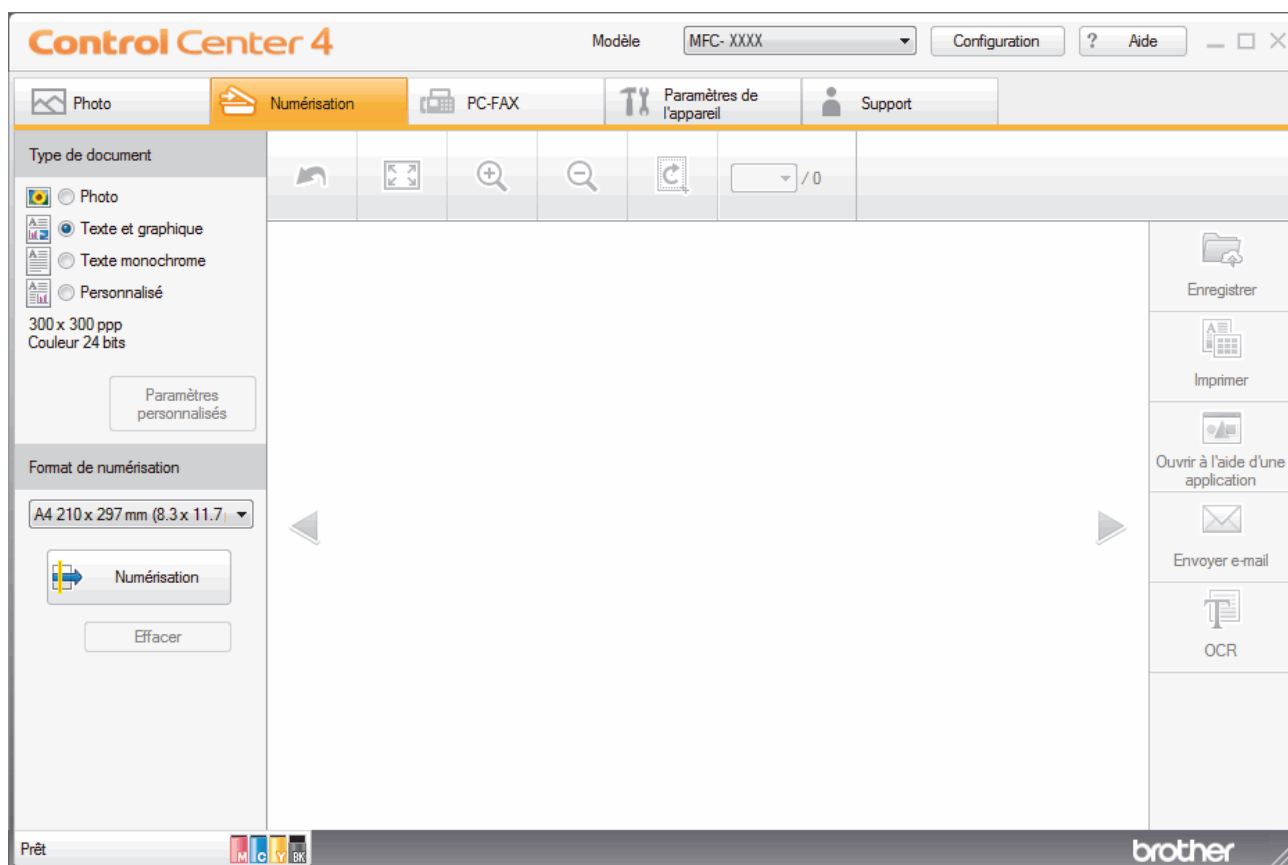 Control Center 4
Modèle
MFC- XXXX
Configuration
? Aide
Photo
Numérisation
PC-FAX
Paramètres de
l'appareil
Support
Type de document
/ 0
Photo
Texte et graphique
Texte monochrome
Personnalisé
300 x 300 ppp
Couleur 24 bits
Paramètres
personnalisés
Format de numérisation
A4 210 x 297 mm (8.3 x 11.7
Numérisation
Effacer
Enregistrer
Imprimer
Ouvrir à l'aide d'une
application
Envoyer e-mail
OCR
Prêt
M C Y BK
brother